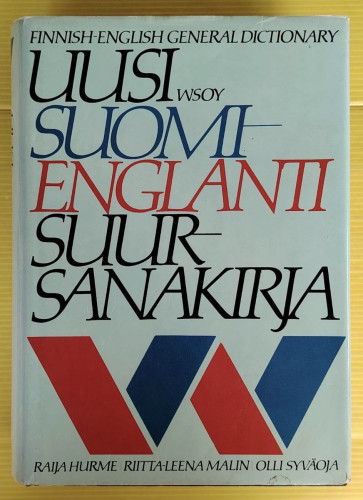 FINNISH-ENGLISH GENERAL DICTIONARY
UUSI WSOY
SUOMI-
ENGLANTI
SUUR-
SANAKIRJA
RAIJA HURME RIITTA-LEENA MALIN OLLI SYVÄOJA